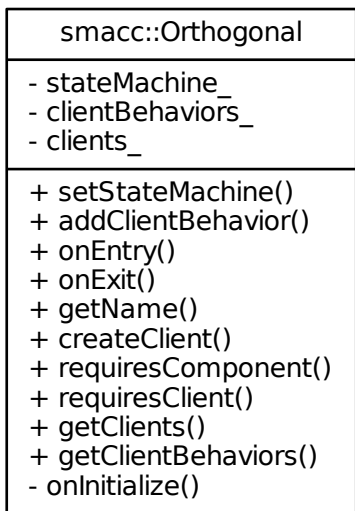 smacc::Orthogonal
- stateMachine_
- clientBehaviors_
- clients_
+ setStateMachine()
+ addClientBehavior()
+ onEntry()
+ onExit()
+ getName()
+ createClient()
+ requiresComponent()
+ requiresClient()
+ getClients()
+ getClientBehaviors()
- onInitialize()